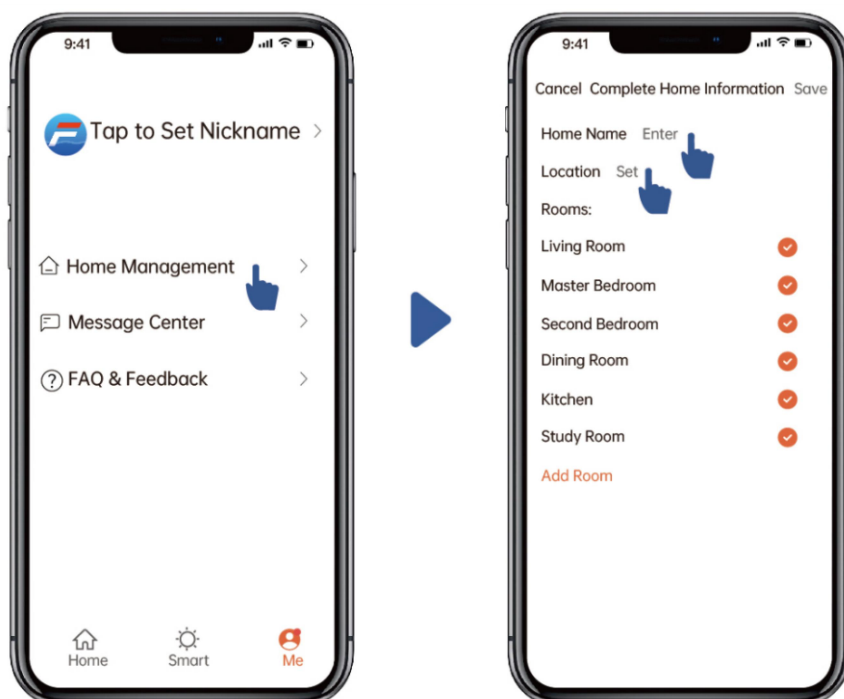 9:41
Tap to Set Nickname
Home Management
Message Center
FAQ & Feedback
Home Smart Me
9:41
Cancel Complete Home Information Save
Home Name Enter
Location Set
Rooms:
Living Room
Master Bedroom
Second Bedroom
Dining Room
Kitchen
Study Room
Add Room